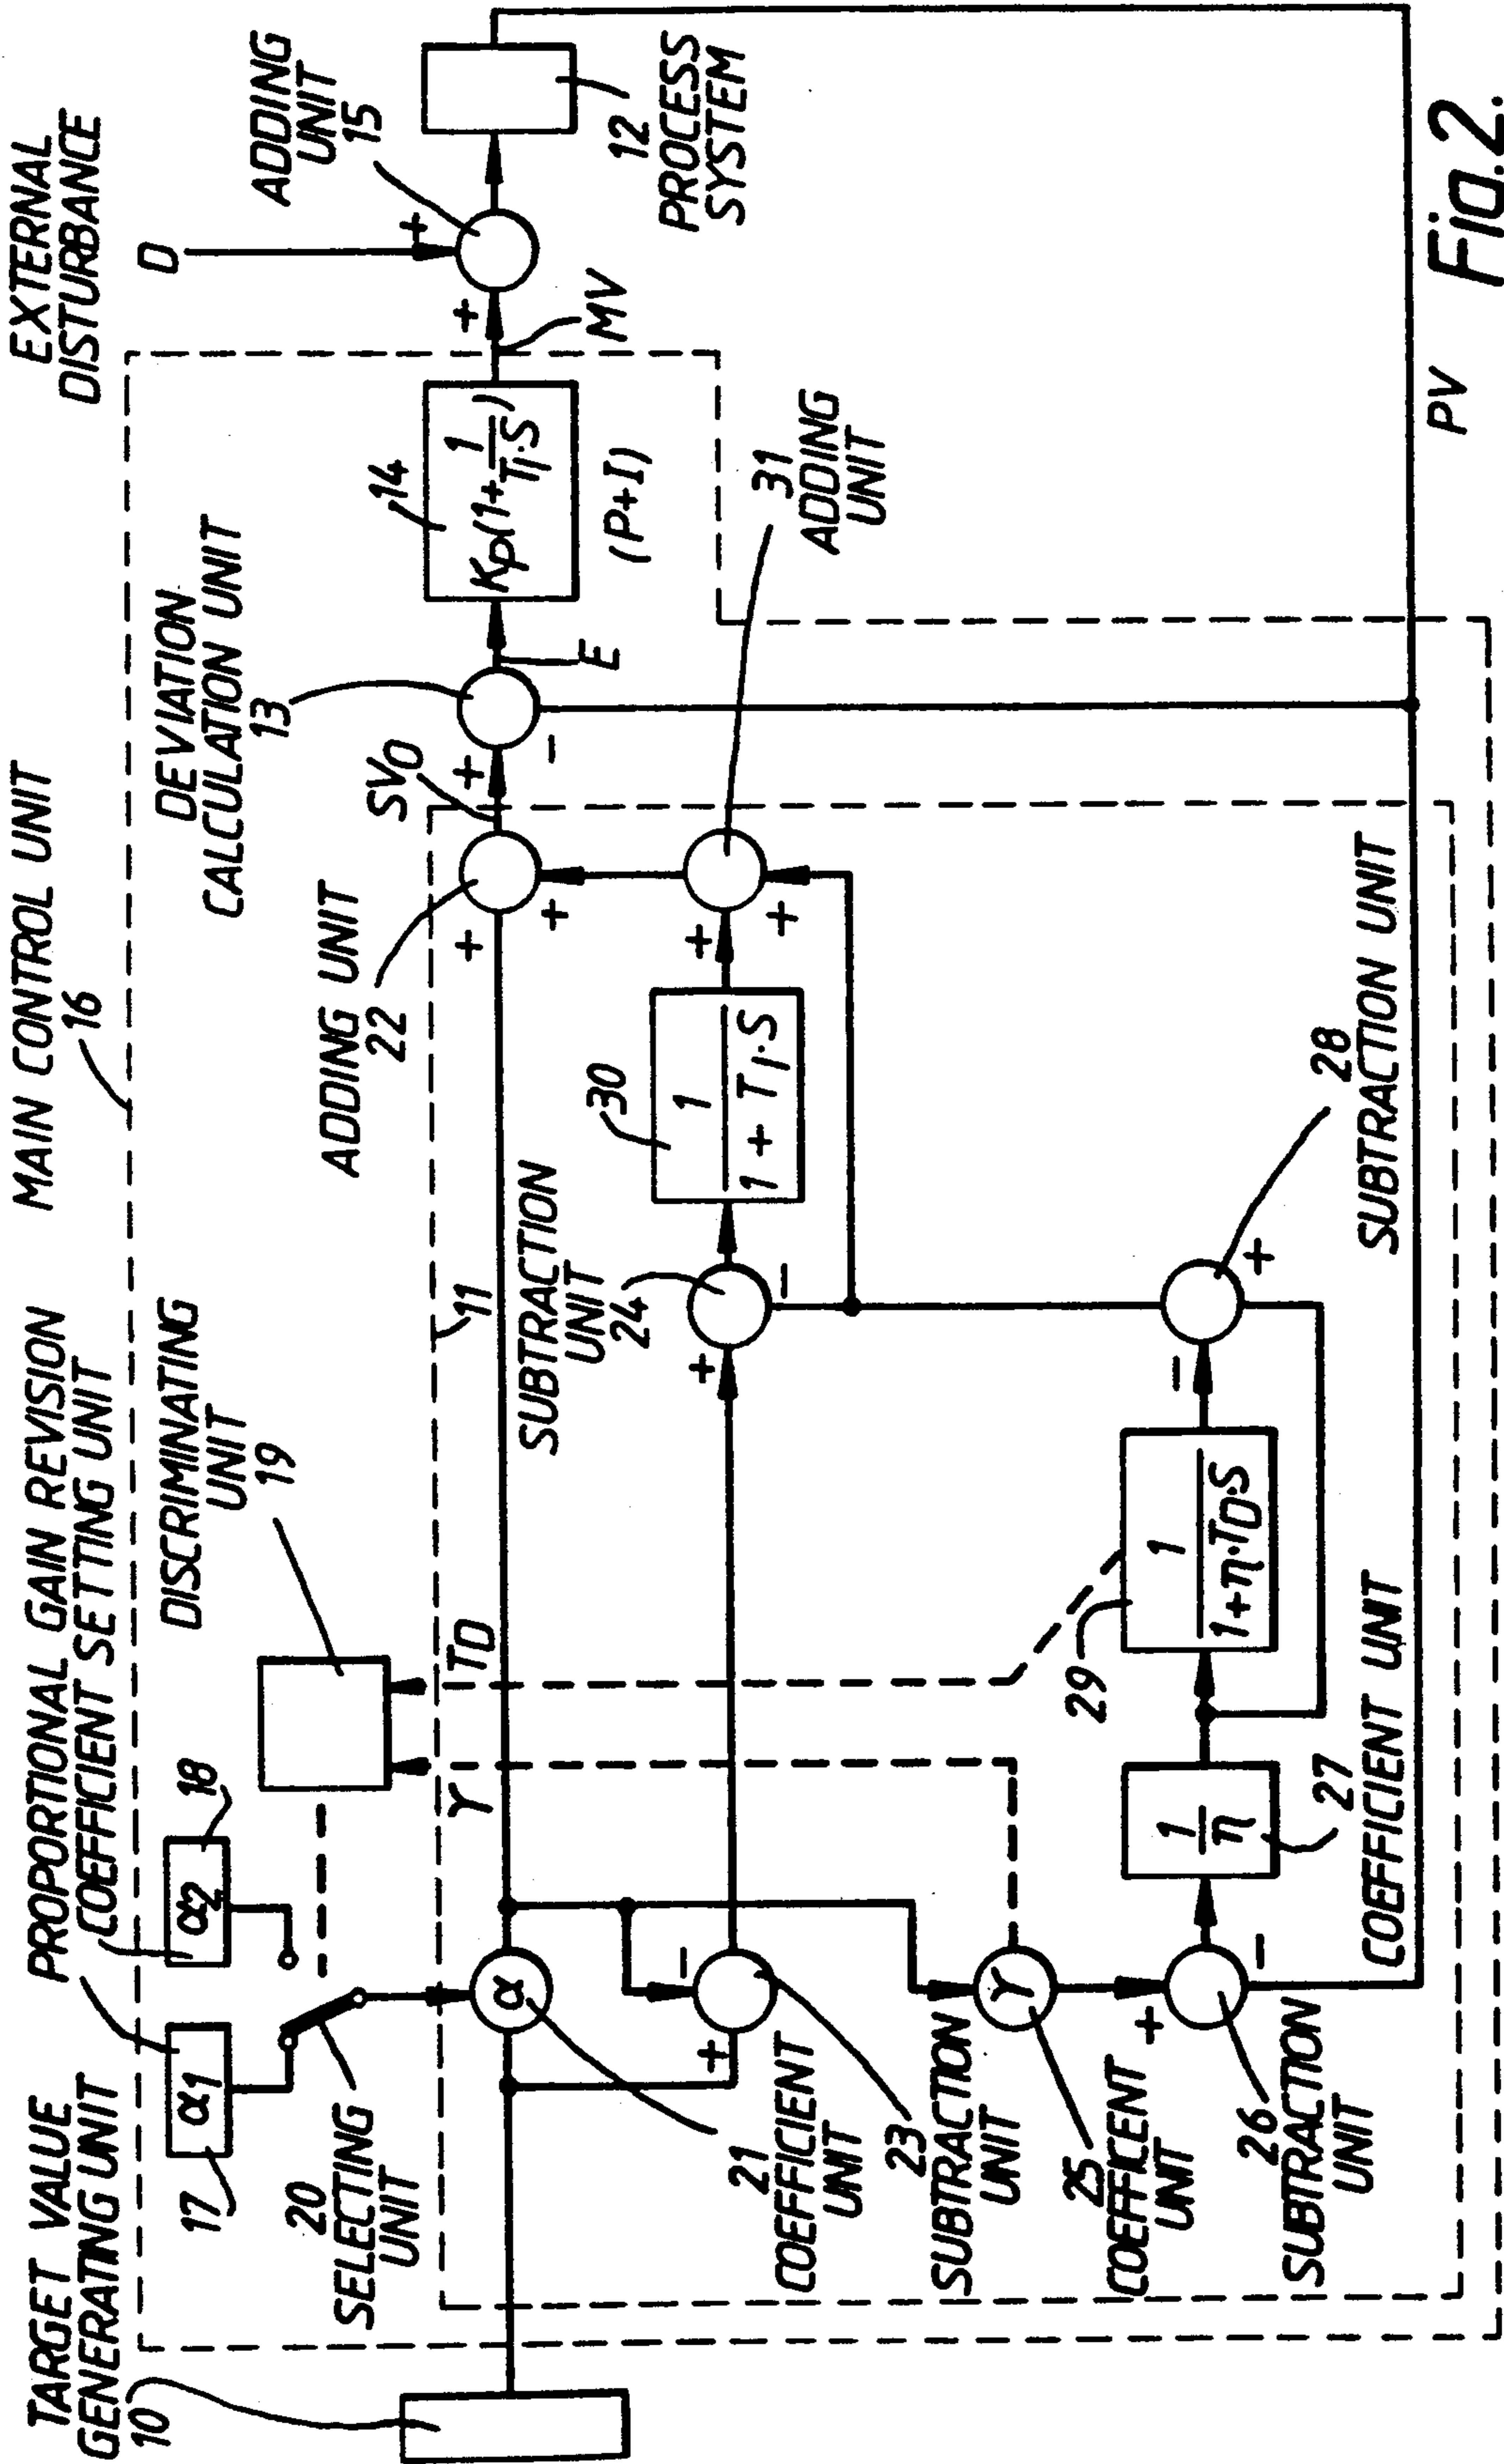 TARGET VALUE
GENERATING UNIT
10
PROPORTIONAL GAIN REVISION
COEFFICIENT SETTING UNIT
MAIN CONTROL UNIT
16
EXTERNAL
DISTURBANCE
D
17
α1
α2
18
DISCRIMINATING
UNIT
19
20
SELECTING
UNIT
γ
TD
11
ADDING UNIT
22
DEVIATION
CALCULATION UNIT
13
SVO
+
+
+
-
E
14
Kp(1+ 1
TI·S )
(P+I)
MV
+
+
ADDING
UNIT
15
12
PROCESS
SYSTEM
α
+
-
21
COEFFICIENT
UNIT
23
SUBTRACTION
UNIT
SUBTRACTION
UNIT
24
+
-
30
1
1 + TI·S
+
+
31
ADDING
UNIT
γ
25
COEFFICENT
UNIT
+
-
26
SUBTRACTION
UNIT
1
η
27
COEFFICIENT UNIT
29
1
1+η·TD·S
-
+
28
SUBTRACTION UNIT
PV
Fig.2.